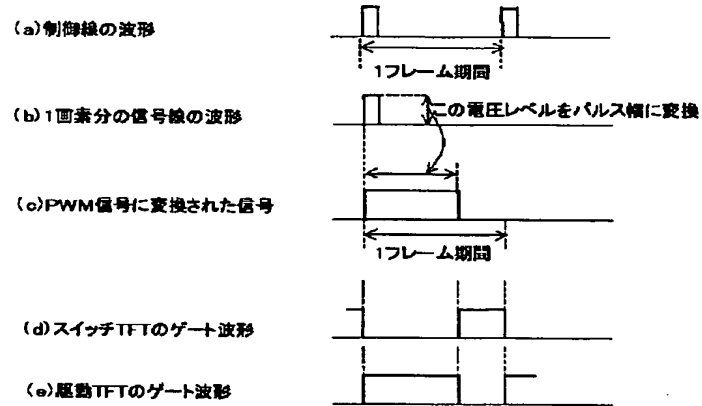 (a)制御線の波形
1フレーム期間
(b)1画素分の信号線の波形
この電圧レベルをパルス幅に変換
(c)PWM信号に変換された信号
1フレーム期間
(d)スイッチTFTのゲート波形
(e)駆動TFTのゲート波形